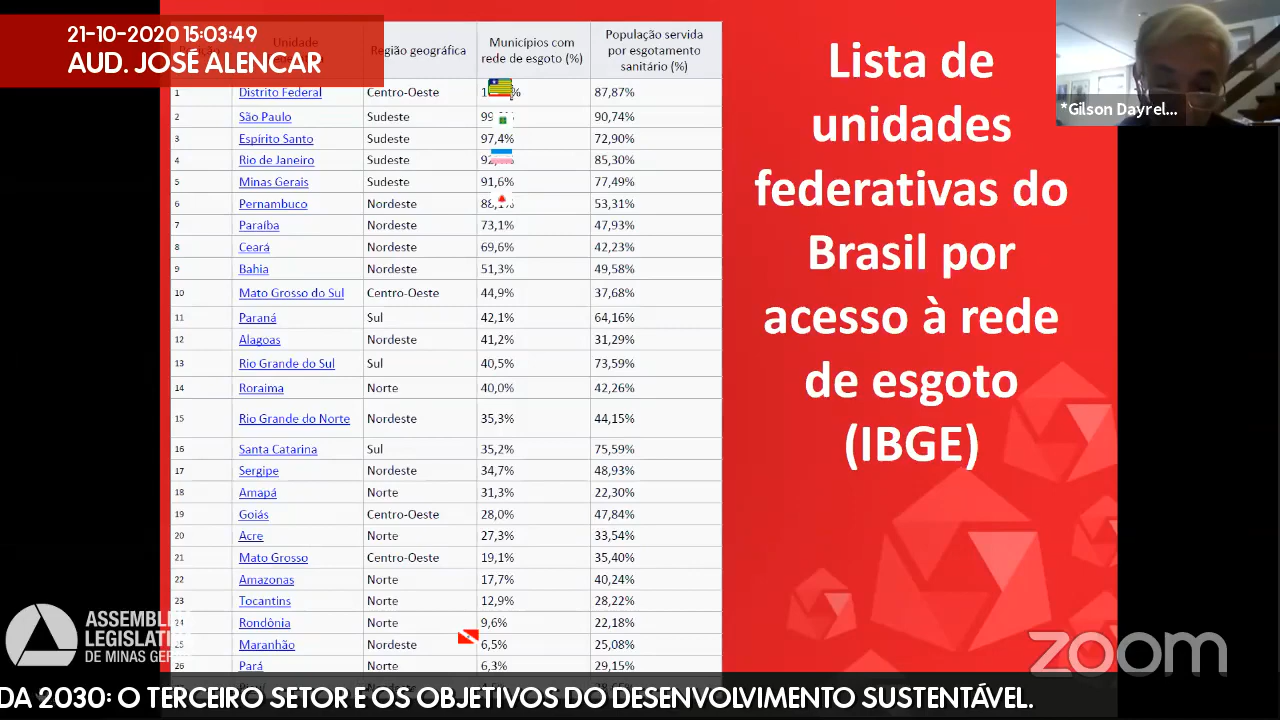 21-10-2020 15:03:49
AUD. JOSÉ ALENCAR
Unidade
Região geográfica
Municípios com
rede de esgoto (%)
População servida
por esgotamento
sanitário (%)
1 Distrito Federal Centro-Oeste 87,87%
2 São Paulo Sudeste 90,74%
3 Espírito Santo Sudeste 97,4% 72,90%
4 Rio de Janeiro Sudeste 85,30%
5 Minas Gerais Sudeste 91,6% 77,49%
6 Pernambuco Nordeste 53,31%
7 Paraíba Nordeste 73,1% 47,93%
8 Ceará Nordeste 69,6% 42,23%
9 Bahia Nordeste 51,3% 49,58%
10 Mato Grosso do Sul Centro-Oeste 44,9% 37,68%
11 Paraná Sul 42,1% 64,16%
12 Alagoas Nordeste 41,2% 31,29%
13 Rio Grande do Sul Sul 40,5% 73,59%
14 Roraima Norte 40,0% 42,26%
15 Rio Grande do Norte Nordeste 35,3% 44,15%
16 Santa Catarina Sul 35,2% 75,59%
17 Sergipe Nordeste 34,7% 48,93%
18 Amapá Norte 31,3% 22,30%
19 Goiás Centro-Oeste 28,0% 47,84%
20 Acre Norte 27,3% 33,54%
21 Mato Grosso Centro-Oeste 19,1% 35,40%
22 Amazonas Norte 17,7% 40,24%
23 Tocantins Norte 12,9% 28,22%
24 Rondônia Norte 9,6% 22,18%
25 Maranhão Nordeste 6,5% 25,08%
26 Pará Norte 6,3% 29,15%
Lista de
unidades
federativas do
Brasil por
acesso à rede
de esgoto
(IBGE)
*Gilson Dayrel...
ASSEMBLE
LEGISLATIV
DE MINAS GER
zoom
DA 2030: O TERCEIRO SETOR E OS OBJETIVOS DO DESENVOLVIMENTO SUSTENTÁVEL.